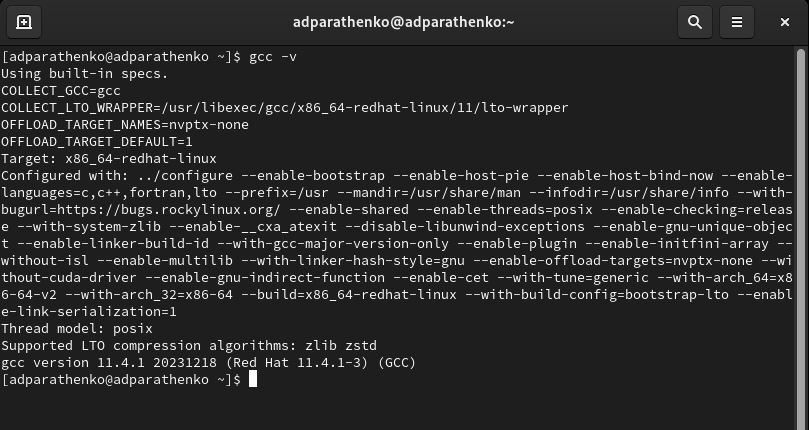 adparathenko@adparathenko:~
[adparathenko@adparathenko ~]$ gcc -v
Using built-in specs.
COLLECT_GCC=gcc
COLLECT_LTO_WRAPPER=/usr/libexec/gcc/x86_64-redhat-linux/11/lto-wrapper
OFFLOAD_TARGET_NAMES=nvptx-none
OFFLOAD_TARGET_DEFAULT=1
Target: x86_64-redhat-linux
Configured with: ../configure --enable-bootstrap --enable-host-pie --enable-host-bind-now --enable-
languages=c,c++,fortran,lto --prefix=/usr --mandir=/usr/share/man --infodir=/usr/share/info --with-
bugurl=https://bugs.rockylinux.org/ --enable-shared --enable-threads=posix --enable-checking=releas
e --with-system-zlib --enable-__cxa_atexit --disable-libunwind-exceptions --enable-gnu-unique-objec
t --enable-linker-build-id --with-gcc-major-version-only --enable-plugin --enable-initfini-array --
without-isl --enable-multilib --with-linker-hash-style=gnu --enable-offload-targets=nvptx-none --wi
thout-cuda-driver --enable-gnu-indirect-function --enable-cet --with-tune=generic --with-arch_64=x8
6-64-v2 --with-arch_32=x86-64 --build=x86_64-redhat-linux --with-build-config=bootstrap-lto --enabl
e-link-serialization=1
Thread model: posix
Supported LTO compression algorithms: zlib zstd
gcc version 11.4.1 20231218 (Red Hat 11.4.1-3) (GCC)
[adparathenko@adparathenko ~]$